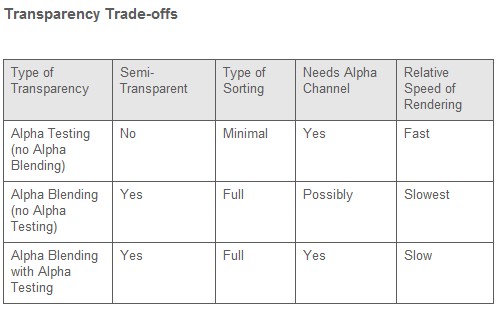 Transparency Trade-offs
Type of Transparency
Semi-Transparent
Type of Sorting
Needs Alpha Channel
Relative Speed of Rendering
Alpha Testing (no Alpha Blending)
No
Minimal
Yes
Fast
Alpha Blending (no Alpha Testing)
Yes
Full
Possibly
Slowest
Alpha Blending with Alpha Testing
Yes
Full
Yes
Slow